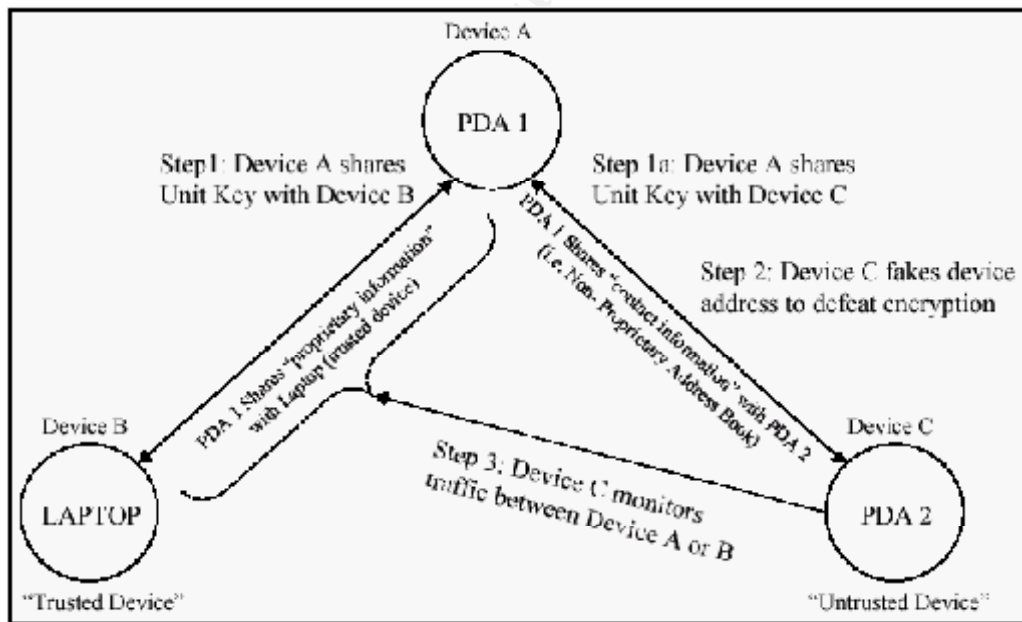 Device A
PDA 1
Step1: Device A shares
Unit Key with Device B
Step 1a: Device A shares
Unit Key with Device C
PDA 1 Shares “proprietary information”
with Laptop (trusted device)
PDA 1 Shares “contact information” with PDA 2
(i.e. Non- Proprietary Address Book)
Step 2: Device C fakes device
address to defeat encryption
Device B
LAPTOP
“Trusted Device”
Step 3: Device C monitors
traffic between Device A or B
Device C
PDA 2
“Untrusted Device”